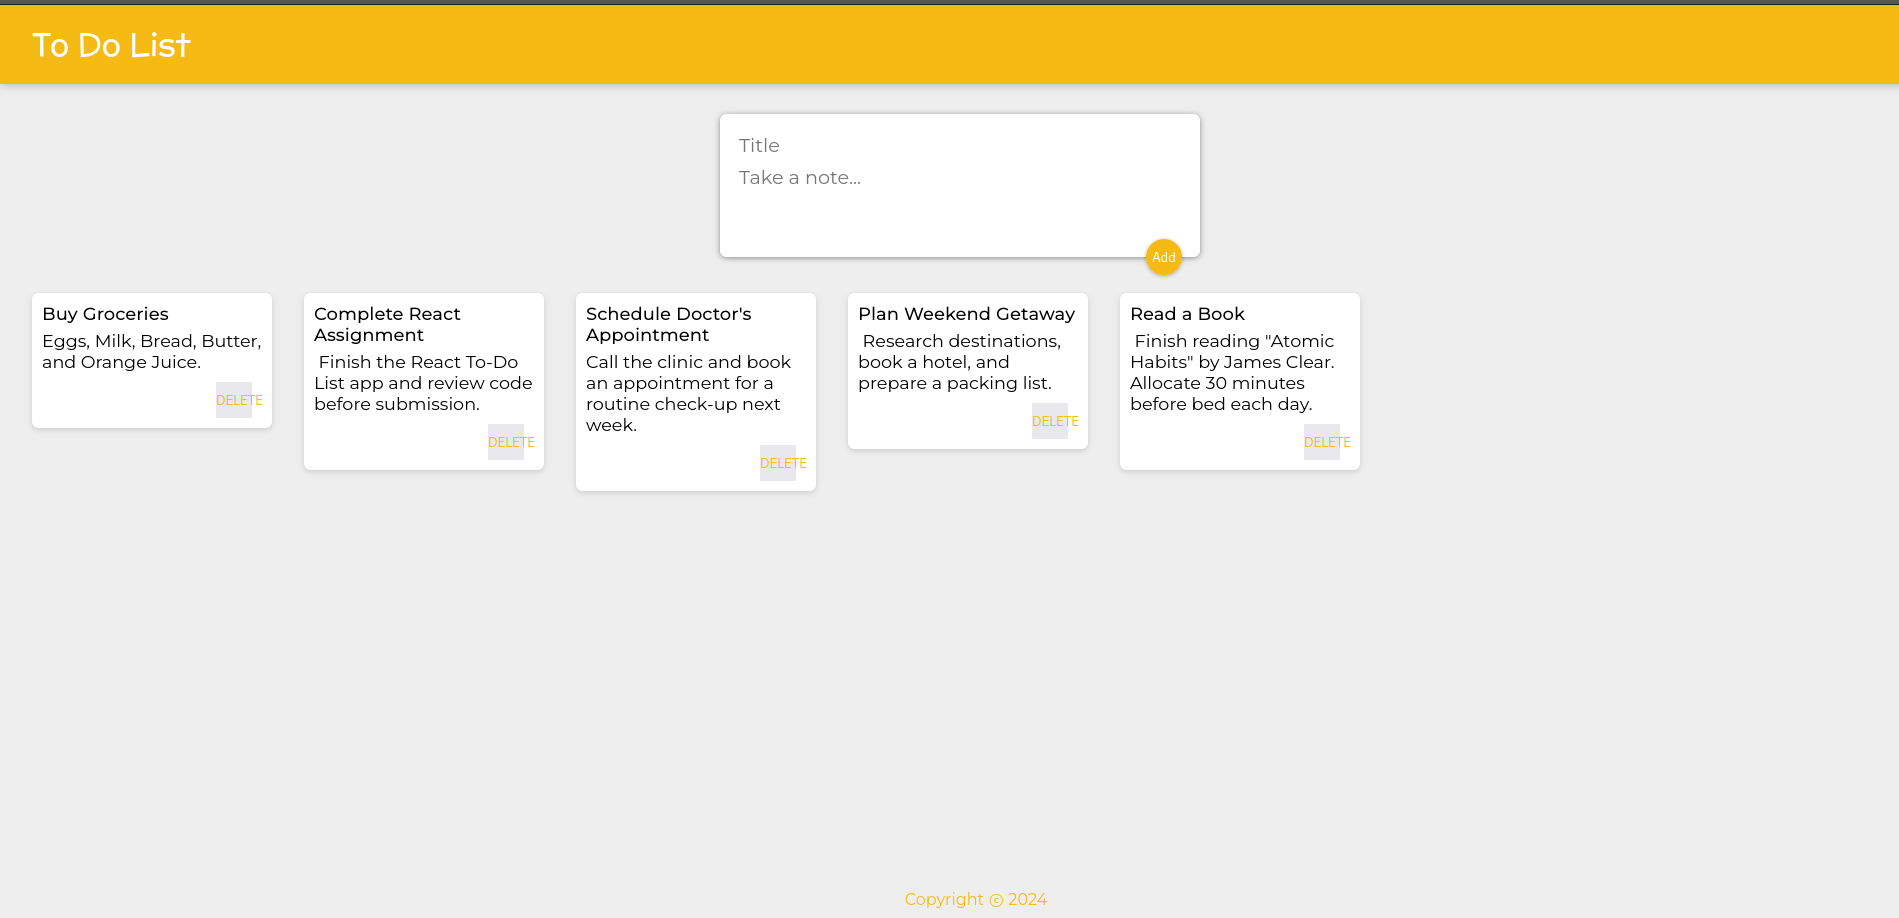 To Do List
Title
Take a note...
Add
Buy Groceries
Eggs, Milk, Bread, Butter,
and Orange Juice.
DELETE
Complete React
Assignment
Finish the React To-Do
List app and review code
before submission.
DELETE
Schedule Doctor's
Appointment
Call the clinic and book
an appointment for a
routine check-up next
week.
DELETE
Plan Weekend Getaway
Research destinations,
book a hotel, and
prepare a packing list.
DELETE
Read a Book
Finish reading "Atomic
Habits" by James Clear.
Allocate 30 minutes
before bed each day.
DELETE
Copyright © 2024